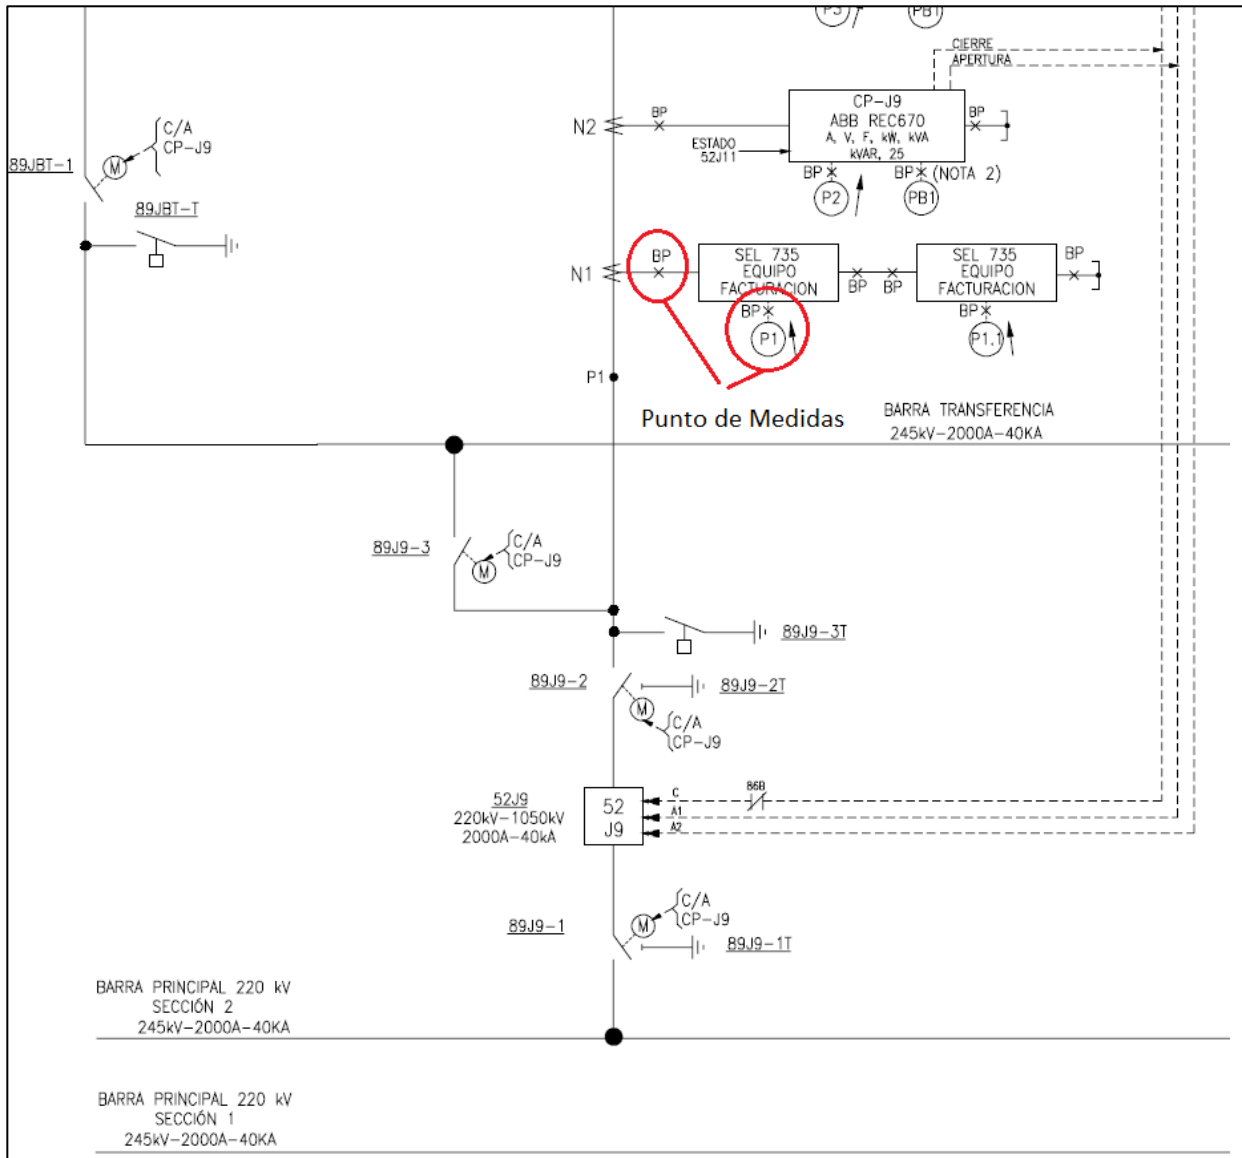 P3
PB1
CIERRE
APERTURA
CP-J9
ABB REC670
A, V, F, kW, kVA
kVAR, 25
BP
BP
N2
ESTADO
52J11
BP
BP
(NOTA 2)
P2
PB1
C/A
CP-J9
M
89JBT-1
89JBT-T
N1
BP
SEL 735
EQUIPO
FACTURACION
BP
BP
SEL 735
EQUIPO
FACTURACION
BP
BP
P1
BP
P1.1
P1
Punto de Medidas
BARRA TRANSFERENCIA
245kV-2000A-40KA
89J9-3
C/A
CP-J9
M
89J9-3T
89J9-2
89J9-2T
M
C/A
CP-J9
52J9
220kV-1050kV
2000A-40kA
52
J9
C
86B
A1
A2
89J9-1
C/A
CP-J9
M
89J9-1T
BARRA PRINCIPAL 220 kV
SECCIÓN 2
245kV-2000A-40KA
BARRA PRINCIPAL 220 kV
SECCIÓN 1
245kV-2000A-40KA